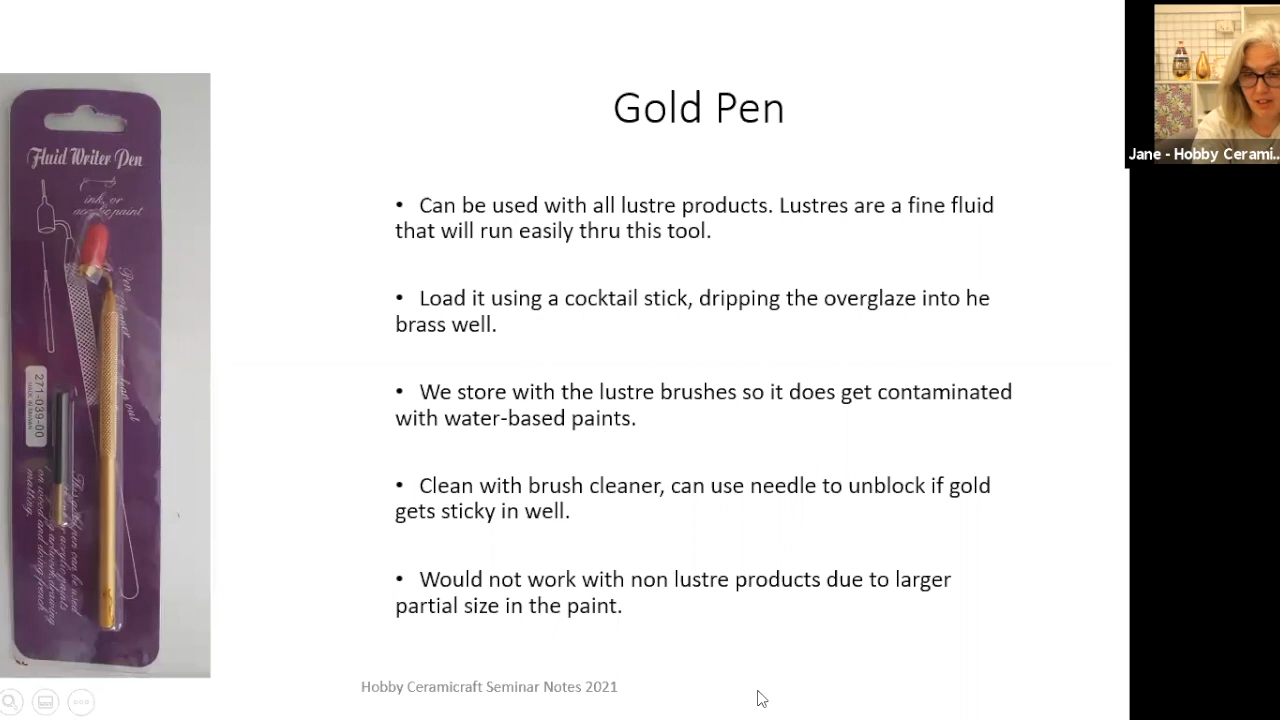 Gold Pen
• Can be used with all lustre products. Lustres are a fine fluid
that will run easily thru this tool.
• Load it using a cocktail stick, dripping the overglaze into he
brass well.
• We store with the lustre brushes so it does get contaminated
with water-based paints.
• Clean with brush cleaner, can use needle to unblock if gold
gets sticky in well.
• Would not work with non lustre products due to larger
partial size in the paint.
Hobby Ceramicraft Seminar Notes 2021
Fluid Writer Pen
ink, or
acrylic paint
271-039-00
Jane - Hobby Cerami...